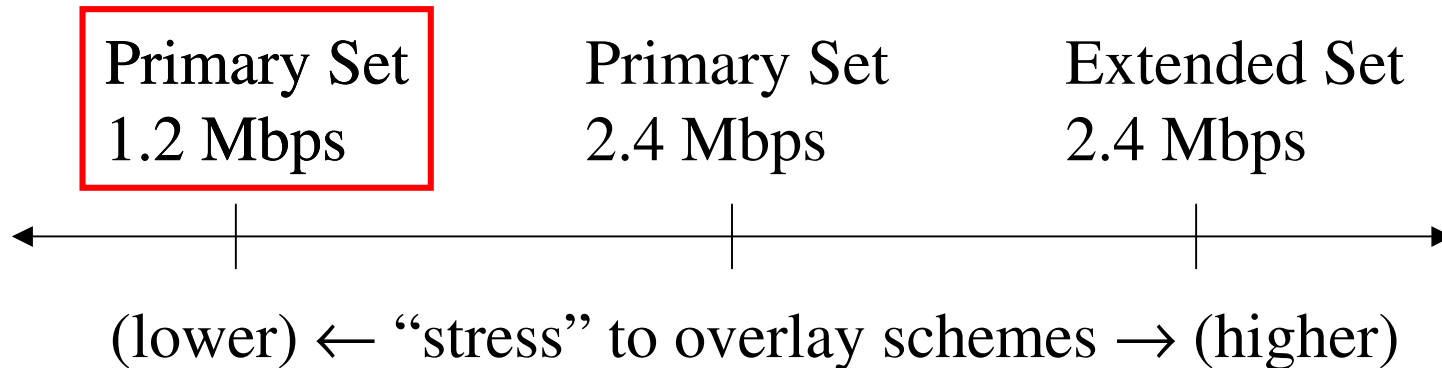 Primary Set
1.2 Mbps
Primary Set
2.4 Mbps
Extended Set
2.4 Mbps
(lower) ← “stress” to overlay schemes → (higher)